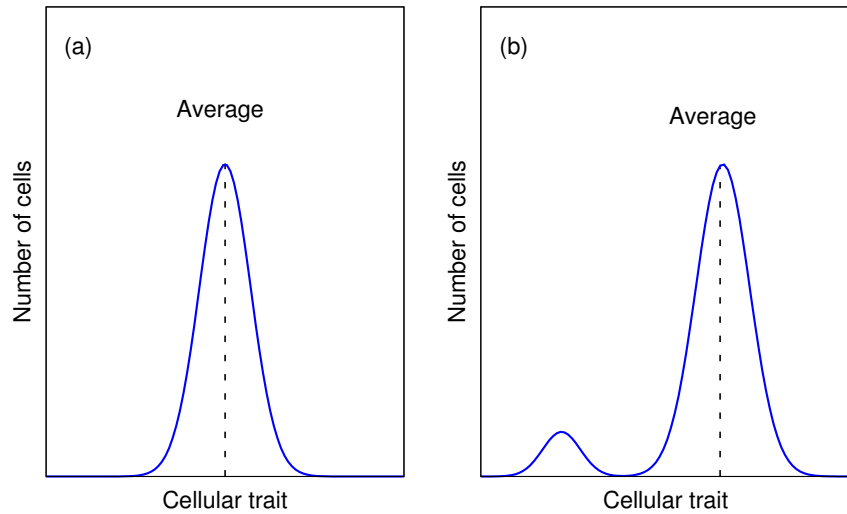 (a)
Average
Number of cells
Cellular trait
(b)
Average
Number of cells
Cellular trait